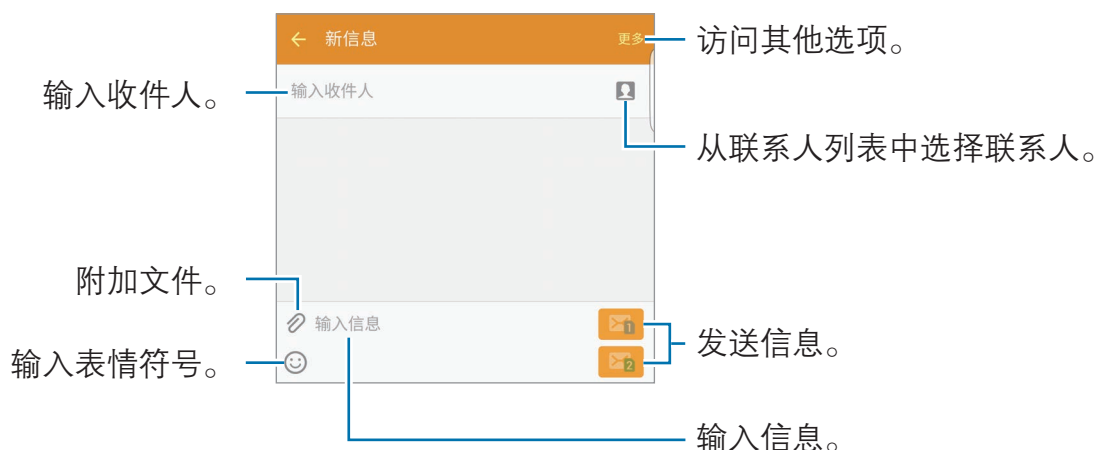 新信息
更多
访问其他选项。
输入收件人。
输入收件人
从联系人列表中选择联系人。
附加文件。
输入信息
1
发送信息。
输入表情符号。
2
输入信息。